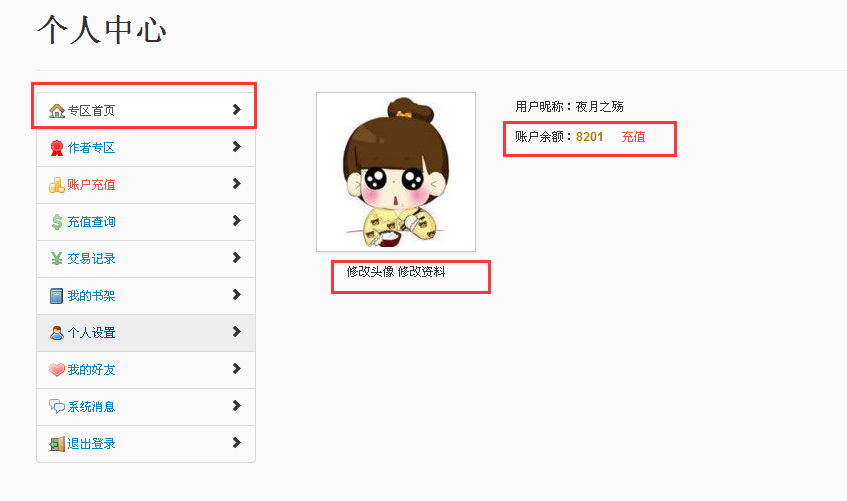 个人中心
专区首页
作者专区
账户充值
充值查询
交易记录
我的书架
个人设置
我的好友
系统消息
退出登录
修改头像 修改资料
用户昵称：夜月之殇
账户余额：8201 充值